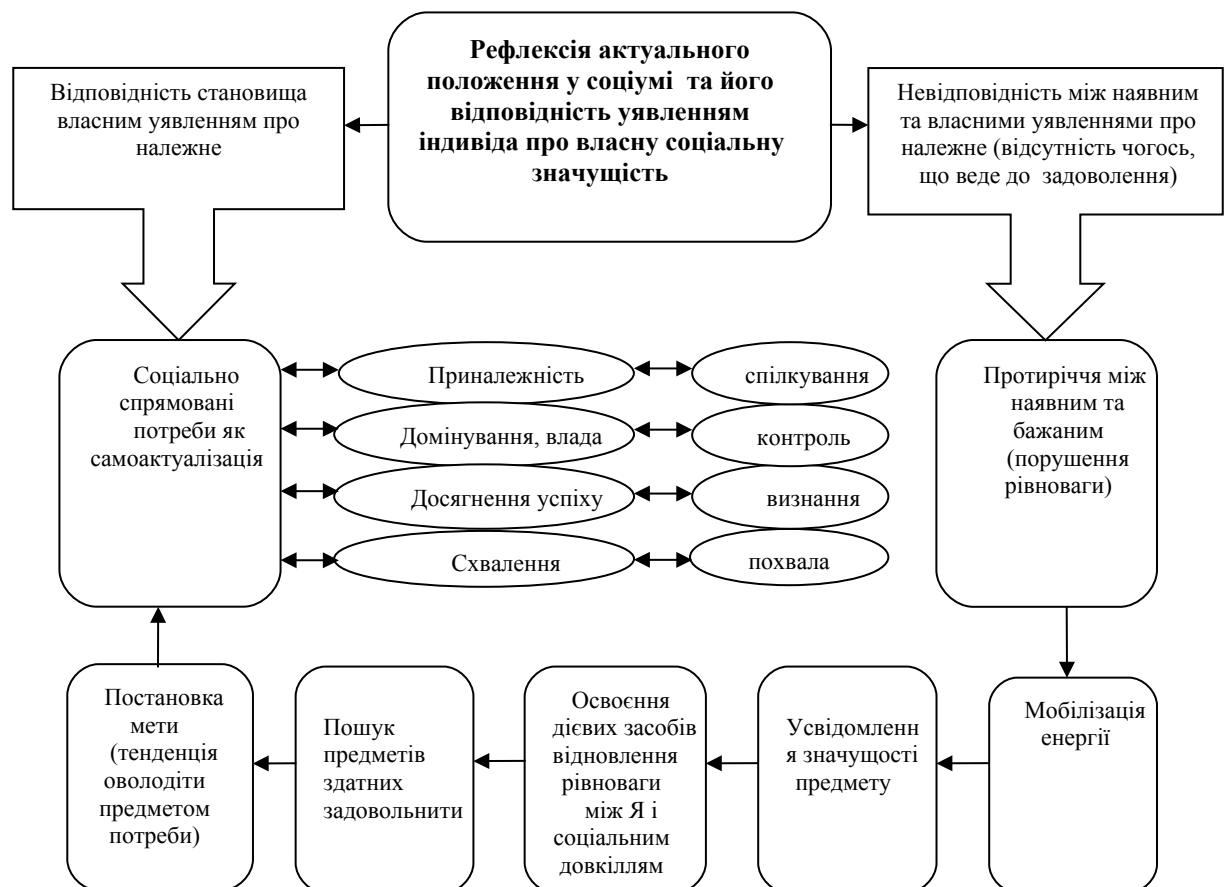 Рефлексія актуального
положення у соціумі та його
відповідність уявленням
індивіда про власну соціальну
значущість
Відповідність становища
власним уявленням про
належне
Невідповідність між наявним
та власними уявленнями про
належне (відсутність чогось,
що веде до задоволення)
Соціально
спрямовані
потреби як
самоактуалізація
Приналежність
спілкування
Домінування, влада
контроль
Досягнення успіху
визнання
Схвалення
похвала
Протиріччя між
наявним та
бажаним
(порушення
рівноваги)
Постановка
мети
(тенденція
оволодіти
предметом
потреби)
Пошук
предметів
здатних
задовольнити
Освоєння
дієвих засобів
відновлення
рівноваги
між Я і
соціальним
довкіллям
Усвідомленн
я значущості
предмету
Мобілізація
енергії